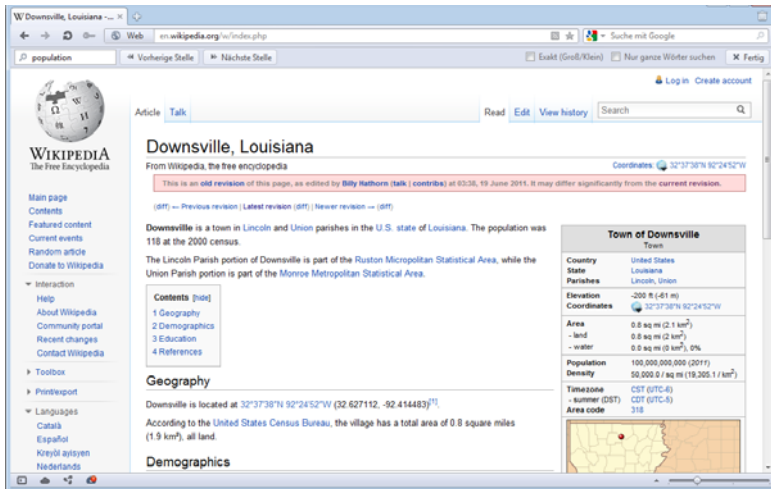 Downsville, Louisiana -...
Web en.wikipedia.org/w/index.php Suche mit Google
population Vorherige Stelle Nächste Stelle Exakt (Groß/Klein) Nur ganze Wörter suchen Fertig
Log in Create account
Article Talk Read Edit View history Search
WIKIPEDIA
The Free Encyclopedia
Main page
Contents
Featured content
Current events
Random article
Donate to Wikipedia
Interaction
Help
About Wikipedia
Community portal
Recent changes
Contact Wikipedia
Toolbox
Print/export
Languages
Català
Español
Kreyòl ayisyen
Nederlands
Downsville, Louisiana
From Wikipedia, the free encyclopedia
Coordinates: 32°37′38″N 92°24′52″W
This is an old revision of this page, as edited by Billy Hathorn (talk | contribs) at 03:38, 19 June 2011. It may differ significantly from the current revision.
(diff) ← Previous revision | Latest revision (diff) | Newer revision → (diff)
Downsville is a town in Lincoln and Union parishes in the U.S. state of Louisiana. The population was
118 at the 2000 census.
The Lincoln Parish portion of Downsville is part of the Ruston Micropolitan Statistical Area, while the
Union Parish portion is part of the Monroe Metropolitan Statistical Area.
Contents [hide]
1 Geography
2 Demographics
3 Education
4 References
Geography
Downsville is located at 32°37′38″N 92°24′52″W (32.627112, -92.414483)[1].
According to the United States Census Bureau, the village has a total area of 0.8 square miles
(1.9 km²), all land.
Demographics
Town of Downsville
Town
Country United States
State Louisiana
Parishes Lincoln, Union
Elevation -200 ft (-61 m)
Coordinates 32°37′38″N 92°24′52″W
Area 0.8 sq mi (2.1 km²)
- land 0.8 sq mi (2 km²)
- water 0.0 sq mi (0 km²), 0%
Population 100,000,000,000 (2011)
Density 50,000.0 / sq mi (19,305.1 / km²)
Timezone CST (UTC-6)
- summer (DST) CDT (UTC-5)
Area code 318